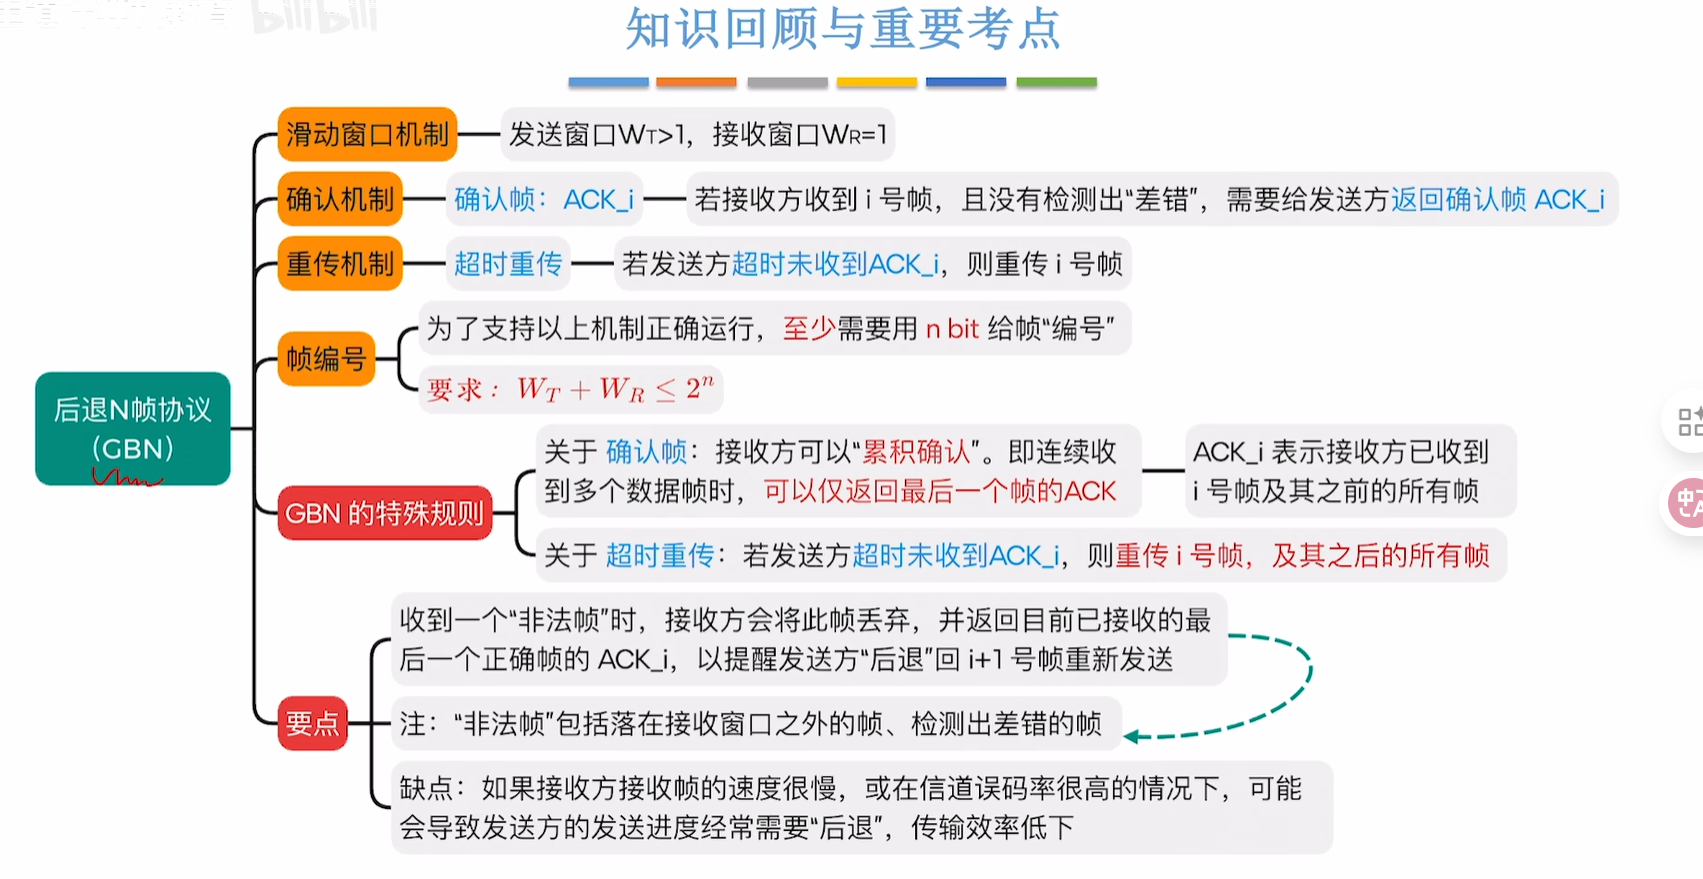 知识回顾与重要考点
滑动窗口机制
发送窗口WT>1，接收窗口WR=1
确认机制
确认帧：ACK_i
若接收方收到 i 号帧，且没有检测出“差错”，需要给发送方返回确认帧 ACK_i
重传机制
超时重传
若发送方超时未收到ACK_i，则重传 i 号帧
帧编号
为了支持以上机制正确运行，至少需要用 n bit 给帧“编号”
要求：W_T + W_R ≤ 2^n
后退N帧协议
（GBN）
GBN 的特殊规则
关于 确认帧：接收方可以“累积确认”。即连续收
到多个数据帧时，可以仅返回最后一个帧的ACK
ACK_i 表示接收方已收到
i 号帧及其之前的所有帧
关于 超时重传：若发送方超时未收到ACK_i，则重传 i 号帧，及其之后的所有帧
要点
收到一个“非法帧”时，接收方会将此帧丢弃，并返回目前已接收的最
后一个正确帧的 ACK_i，以提醒发送方“后退”回 i+1 号帧重新发送
注：“非法帧”包括落在接收窗口之外的帧、检测出差错的帧
缺点：如果接收方接收帧的速度很慢，或在信道误码率很高的情况下，可能
会导致发送方的发送进度经常需要“后退”，传输效率低下
bilibili